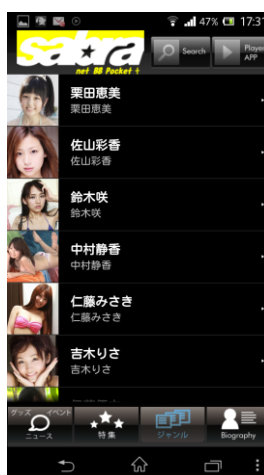 47% 17:31
sabra
net BB Pocket +
Search
Player
APP
栗田恵美
栗田恵美
佐山彩香
佐山彩香
鈴木咲
鈴木咲
中村静香
中村静香
仁藤みさき
仁藤みさき
吉木りさ
吉木りさ
グッズ イベント
ニュース
特集
ジャンル
Biography